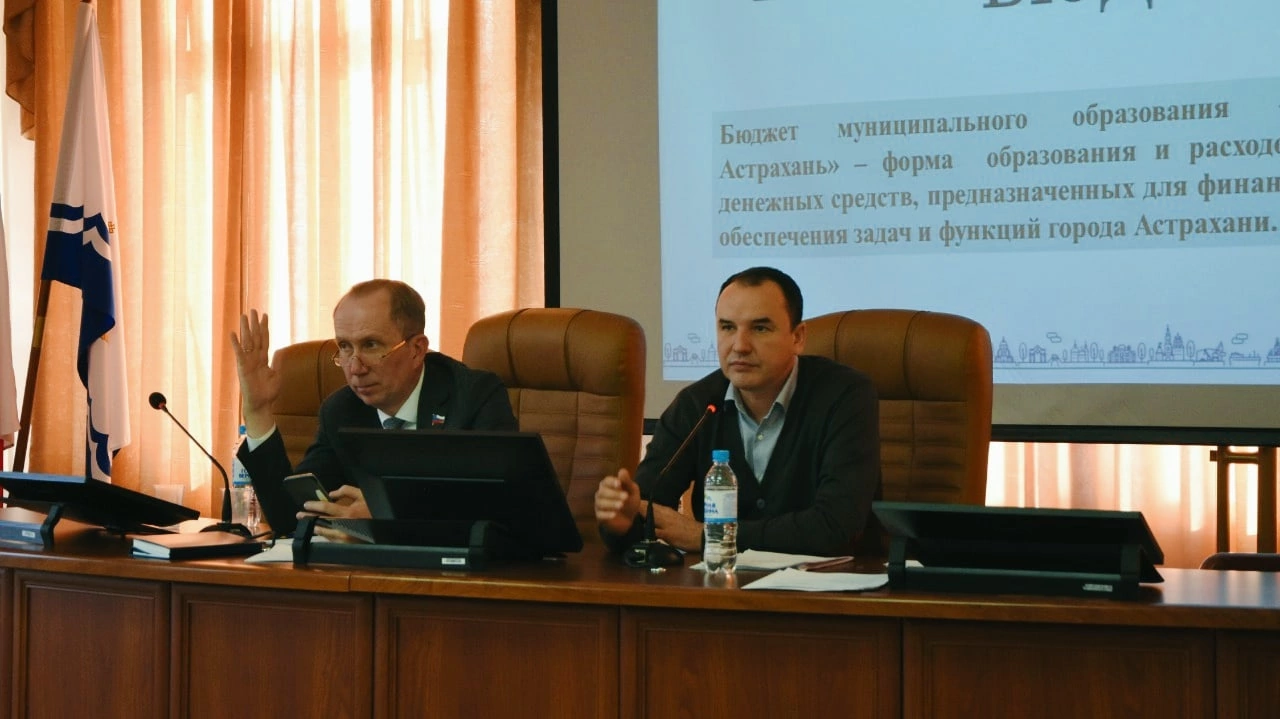 Бюджет муниципального образования
Астрахань» – форма образования и расходо
денежных средств, предназначенных для финан
обеспечения задач и функций города Астрахани.